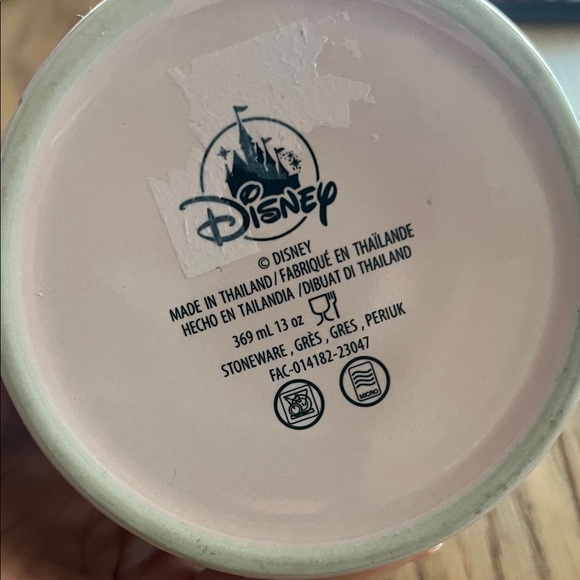 Disney
© DISNEY
MADE IN THAILAND/FABRIQUÉ EN THAÏLANDE
HECHO EN TAILANDIA /DIBUAT DI THAILAND
369 mL 13 oz
STONEWARE , GRÈS , GRES , PERIUK
FAC-014182-23047
MICRO